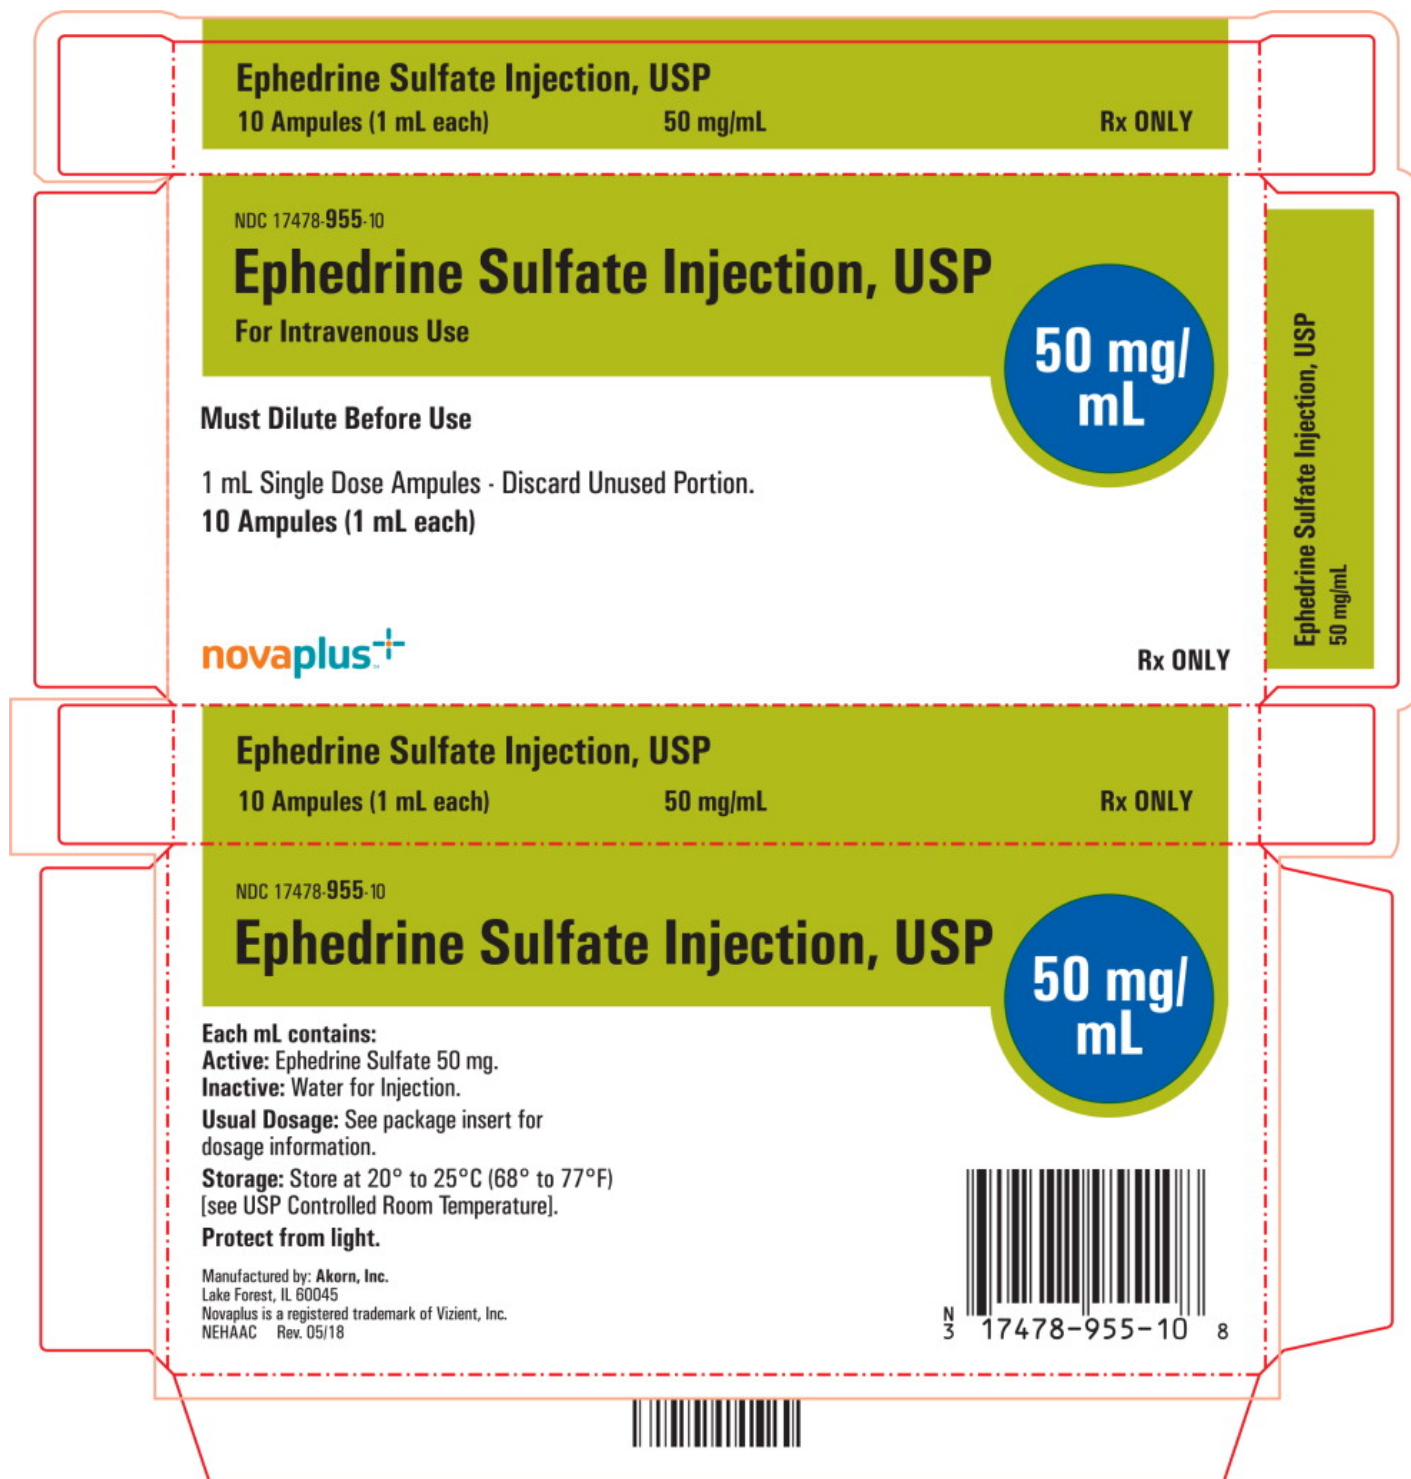 Ephedrine Sulfate Injection, USP
10 Ampules (1 mL each) 50 mg/mL Rx ONLY
NDC 17478-955-10
Ephedrine Sulfate Injection, USP
For Intravenous Use
50 mg/
mL
Must Dilute Before Use
1 mL Single Dose Ampules - Discard Unused Portion.
10 Ampules (1 mL each)
novaplus
Rx ONLY
Ephedrine Sulfate Injection, USP
50 mg/mL
Ephedrine Sulfate Injection, USP
10 Ampules (1 mL each) 50 mg/mL Rx ONLY
NDC 17478-955-10
Ephedrine Sulfate Injection, USP
50 mg/
mL
Each mL contains:
Active: Ephedrine Sulfate 50 mg.
Inactive: Water for Injection.
Usual Dosage: See package insert for
dosage information.
Storage: Store at 20° to 25°C (68° to 77°F)
[see USP Controlled Room Temperature].
Protect from light.
Manufactured by: Akorn, Inc.
Lake Forest, IL 60045
Novaplus is a registered trademark of Vizient, Inc.
NEHAAC Rev. 05/18
N
3 17478-955-10 8